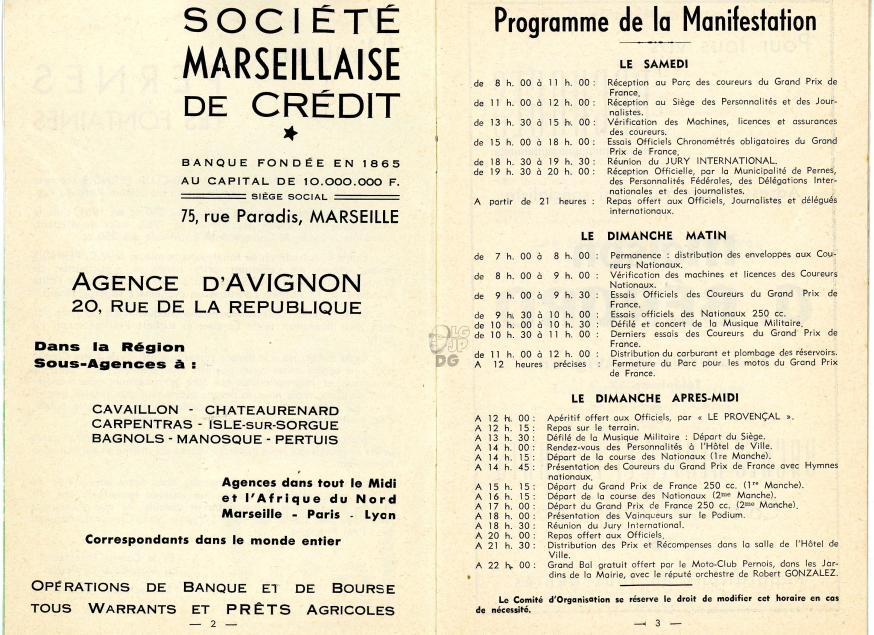 SOCIÉTÉ
MARSEILLAISE
DE CRÉDIT
BANQUE FONDÉE EN 1865
AU CAPITAL DE 10.000.000 F.
SIÈGE SOCIAL
75, rue Paradis, MARSEILLE
AGENCE D'AVIGNON
20, RUE DE LA REPUBLIQUE
Dans la Région
Sous-Agences à :
CAVAILLON - CHATEAURENARD
CARPENTRAS - ISLE-SUR-SORGUE
BAGNOLS - MANOSQUE - PERTUIS
Agences dans tout le Midi
et l'Afrique du Nord
Marseille - Paris - Lyon
Correspondants dans le monde entier
OPÉRATIONS DE BANQUE ET DE BOURSE
TOUS WARRANTS ET PRÊTS AGRICOLES
— 2 —
Programme de la Manifestation
LE SAMEDI
de 8 h. 00 à 11 h. 00 : Réception au Parc des coureurs du Grand Prix de
France,
de 11 h. 00 à 12 h. 00 : Réception au Siège des Personnalités et des Jour-
nalistes.
de 13 h. 30 à 15 h. 00 : Vérification des Machines, licences et assurances
des coureurs.
de 15 h. 00 à 18 h. 00 : Essais Officiels Chronométrés obligatoires du Grand
Prix de France,
de 18 h. 30 à 19 h. 30 : Réunion du JURY INTERNATIONAL.
de 19 h. 30 à 20 h. 00 : Réception Officielle, par la Municipalité de Pernes,
des Personnalités Fédérales, des Délégations Inter-
nationales et des journalistes.
A partir de 21 heures : Repas offert aux Officiels, Journalistes et délégués
internationaux.
LE DIMANCHE MATIN
de 7 h. 00 à 8 h. 00 : Permanence : distribution des enveloppes aux Cou-
reurs Nationaux.
de 8 h. 00 à 9 h. 00 : Vérification des machines et licences des Coureurs
Nationaux.
de 9 h. 00 à 9 h. 30 : Essais Officiels des Coureurs du Grand Prix de
France.
de 9 h. 30 à 10 h. 00 : Essais officiels des Nationaux 250 cc.
de 10 h. 00 à 10 h. 30 : Défilé et concert de la Musique Militaire,
de 10 h. 30 à 11 h. 00 : Derniers essais des Coureurs du Grand Prix de
France.
de 11 h. 00 à 12 h. 00 : Distribution du carburant et plombage des réservoirs.
A 12 heures précises : Fermeture du Parc pour les motos du Grand Prix
de France.
LE DIMANCHE APRES-MIDI
A 12 h. 00 : Apéritif offert aux Officiels, par « LE PROVENÇAL ».
A 12 h. 15 : Repas sur le terrain.
A 13 h. 30 : Défilé de la Musique Militaire : Départ du Siège.
A 14 h. 00 : Rendez-vous des Personnalités à l'Hôtel de Ville.
A 14 h. 15 : Départ de la course des Nationaux (1re Manche).
A 14 h. 45 : Présentation des Coureurs du Grand Prix de France avec Hymnes
nationaux,
A 15 h. 15 : Départ du Grand Prix de France 250 cc. (1re Manche).
A 16 h. 15 : Départ de la course des Nationaux (2me Manche).
A 17 h. 00 : Départ du Grand Prix de France 250 cc. (2me Manche).
A 18 h. 00 : Présentation des Vainqueurs sur le Podium.
A 18 h. 30 : Réunion du Jury International.
A 20 h. 00 : Repas offert aux Officiels,
A 21 h. 30 : Distribution des Prix et Récompenses dans la salle de l'Hôtel de
Ville.
A 22 h. 00 : Grand Bal gratuit offert par le Moto-Club Pernois, dans les Jar-
dins de la Mairie, avec le réputé orchestre de Robert GONZALEZ.
Le Comité d'Organisation se réserve le droit de modifier cet horaire en cas
de nécessité.
— 3 —
LG
JP
DG